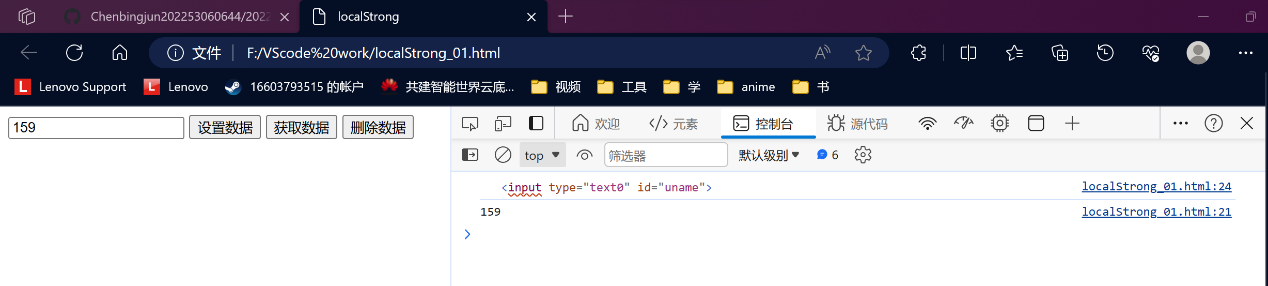 Chenbingjun202253060644/2022
localStrong
文件 F:/VScode%20work/localStrong_01.html
Lenovo Support Lenovo 16603793515 的帐户 共建智能世界云底... 视频 工具 学 anime 书
159 设置数据 获取数据 删除数据
欢迎 元素 控制台 源代码
top 筛选器 默认级别 6
<input type="text0" id="uname"> localStrong_01.html:24
159 localStrong_01.html:21